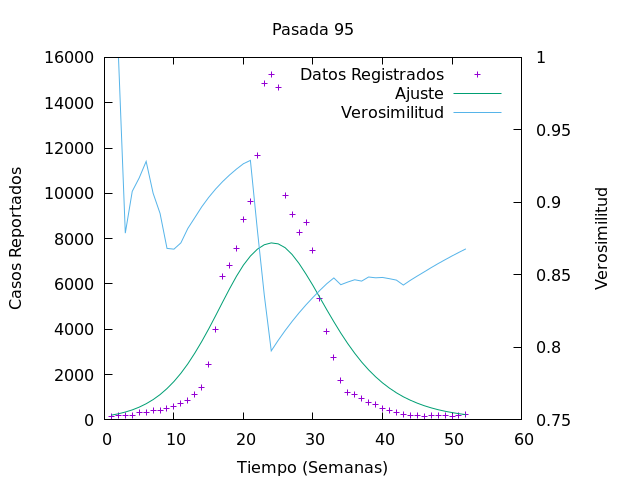 Pasada 95
16000
14000
12000
10000
8000
6000
4000
2000
0
1
0.95
0.9
0.85
0.8
0.75
0 10 20 30 40 50 60
Datos Registrados
Ajuste
Verosimilitud
Casos Reportados
Verosimilitud
Tiempo (Semanas)